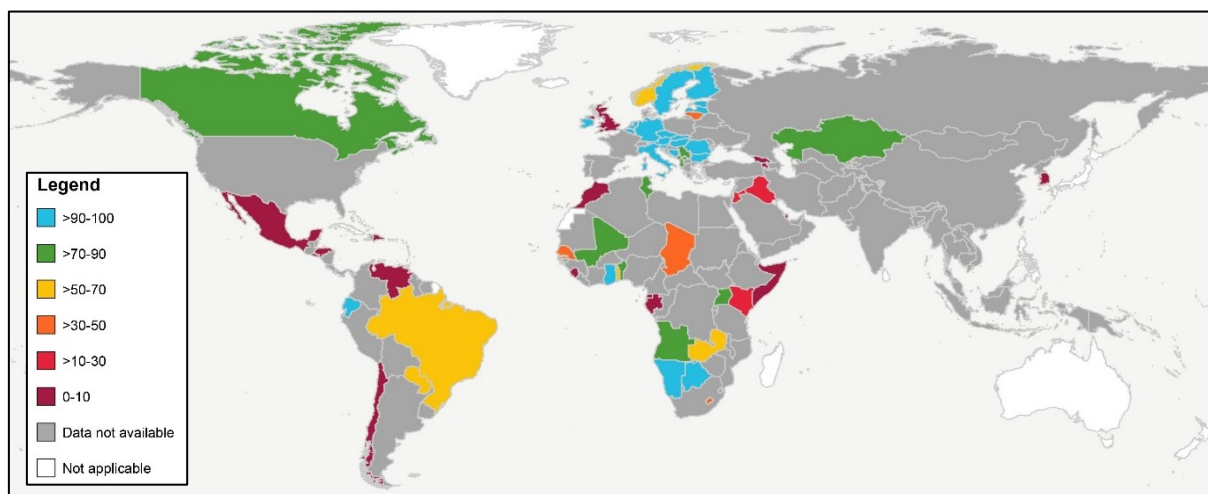 Legend
>90-100
>70-90
>50-70
>30-50
>10-30
0-10
Data not available
Not applicable